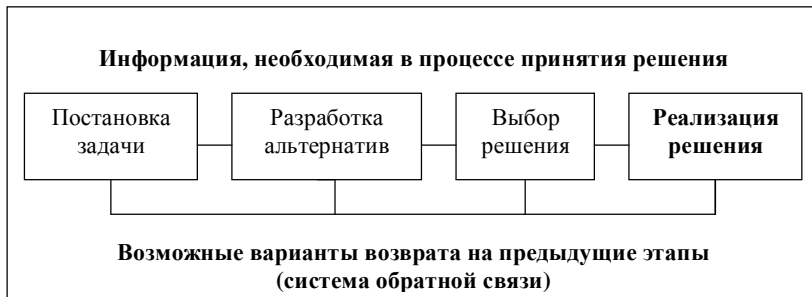 Информация, необходимая в процессе принятия решения
Постановка
задачи
Разработка
альтернатив
Выбор
решения
Реализация
решения
Возможные варианты возврата на предыдущие этапы
(система обратной связи)